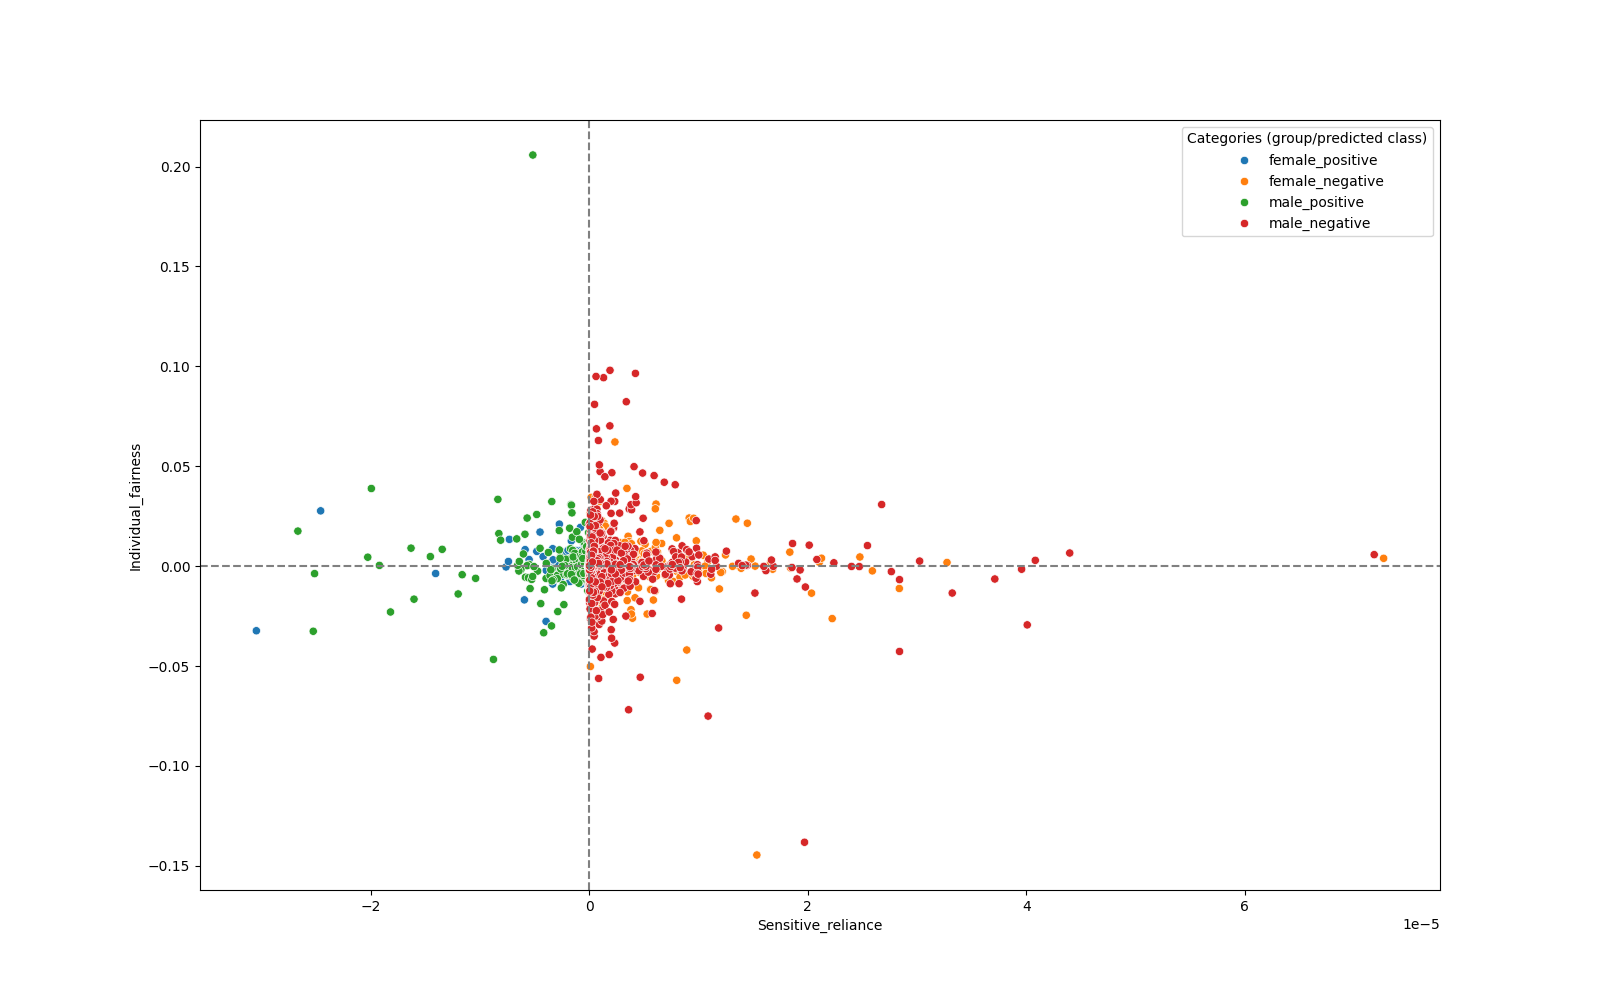 Categories (group/predicted class)
female_positive
female_negative
male_positive
male_negative
0.20
0.15
0.10
0.05
0.00
−0.05
−0.10
−0.15
Individual_fairness
−2
0
2
4
6
1e−5
Sensitive_reliance